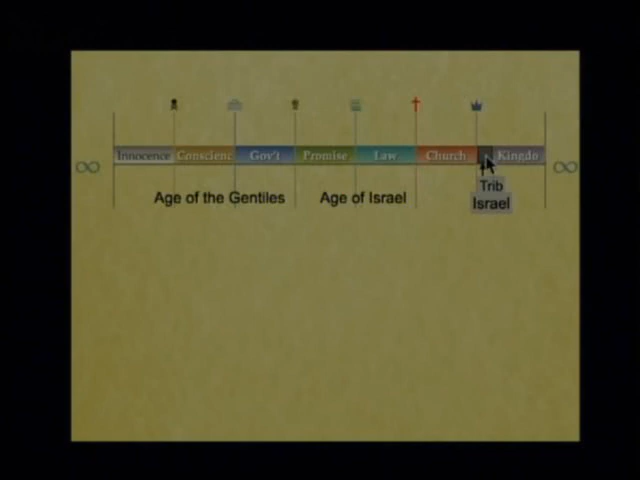 Innocence Conscienc Gov't Promise Law Church Kingdo
Age of the Gentiles Age of Israel Trib
Israel